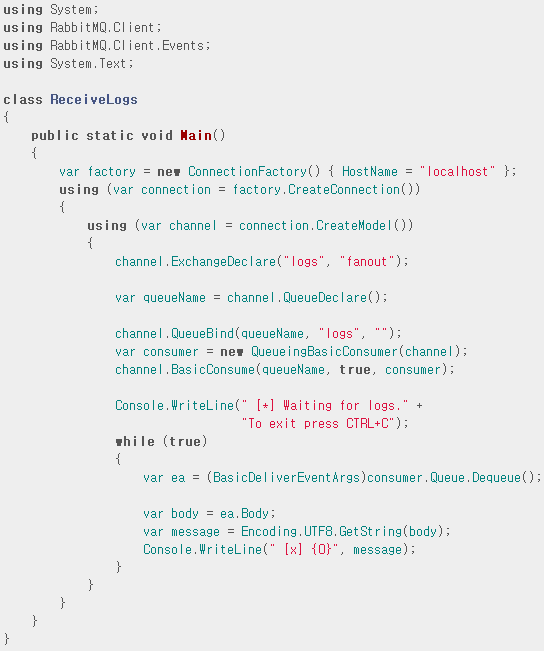 using System;
using RabbitMQ.Client;
using RabbitMQ.Client.Events;
using System.Text;

class ReceiveLogs
{
    public static void Main()
    {
        var factory = new ConnectionFactory() { HostName = "localhost" };
        using (var connection = factory.CreateConnection())
        {
            using (var channel = connection.CreateModel())
            {
                channel.ExchangeDeclare("logs", "fanout");

                var queueName = channel.QueueDeclare();

                channel.QueueBind(queueName, "logs", "");
                var consumer = new QueueingBasicConsumer(channel);
                channel.BasicConsume(queueName, true, consumer);

                Console.WriteLine(" [*] Waiting for logs." +
                                  "To exit press CTRL+C");
                while (true)
                {
                    var ea = (BasicDeliverEventArgs)consumer.Queue.Dequeue();

                    var body = ea.Body;
                    var message = Encoding.UTF8.GetString(body);
                    Console.WriteLine(" [x] {0}", message);
                }
            }
        }
    }
}